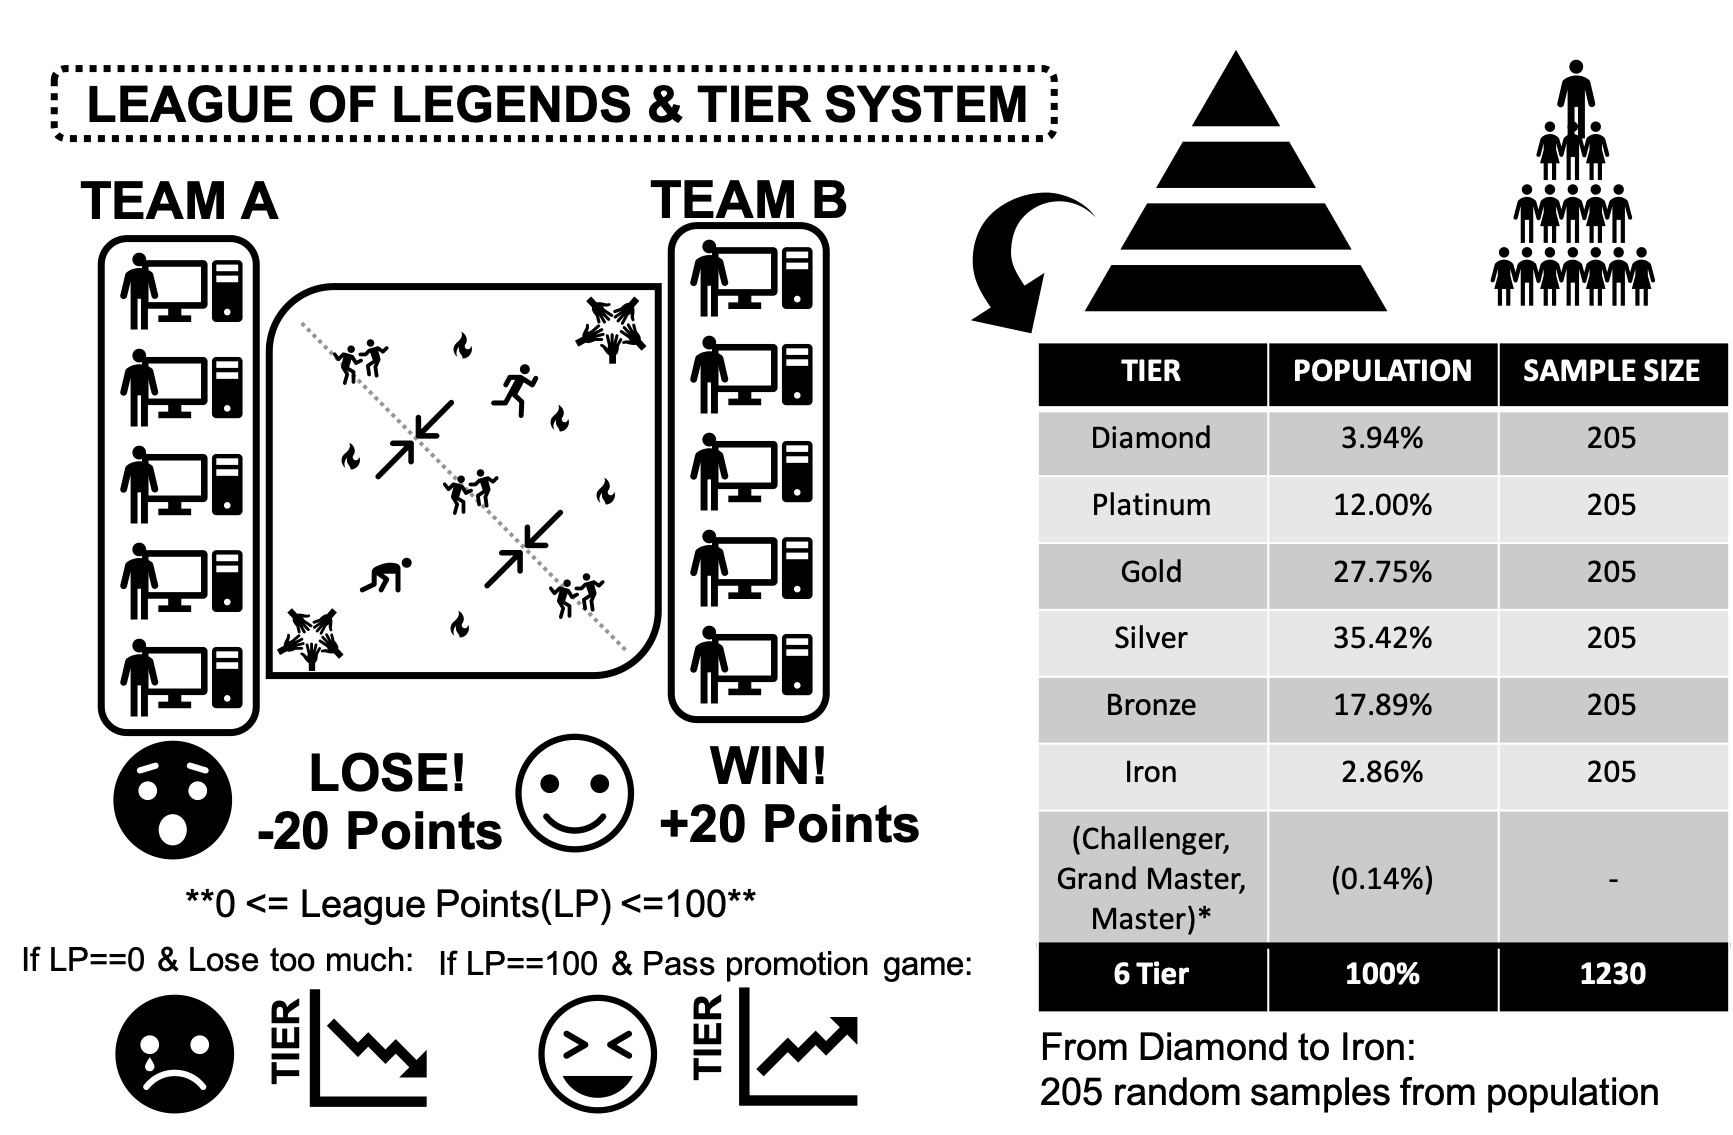 LEAGUE OF LEGENDS & TIER SYSTEM
TEAM A
TEAM B
LOSE!
-20 Points
WIN!
+20 Points
**0 <= League Points(LP) <=100**
If LP==0 & Lose too much:
If LP==100 & Pass promotion game:
TIER
TIER
TIER POPULATION SAMPLE SIZE
Diamond 3.94% 205
Platinum 12.00% 205
Gold 27.75% 205
Silver 35.42% 205
Bronze 17.89% 205
Iron 2.86% 205
(Challenger,
Grand Master, (0.14%) -
Master)*
6 Tier 100% 1230
From Diamond to Iron:
205 random samples from population